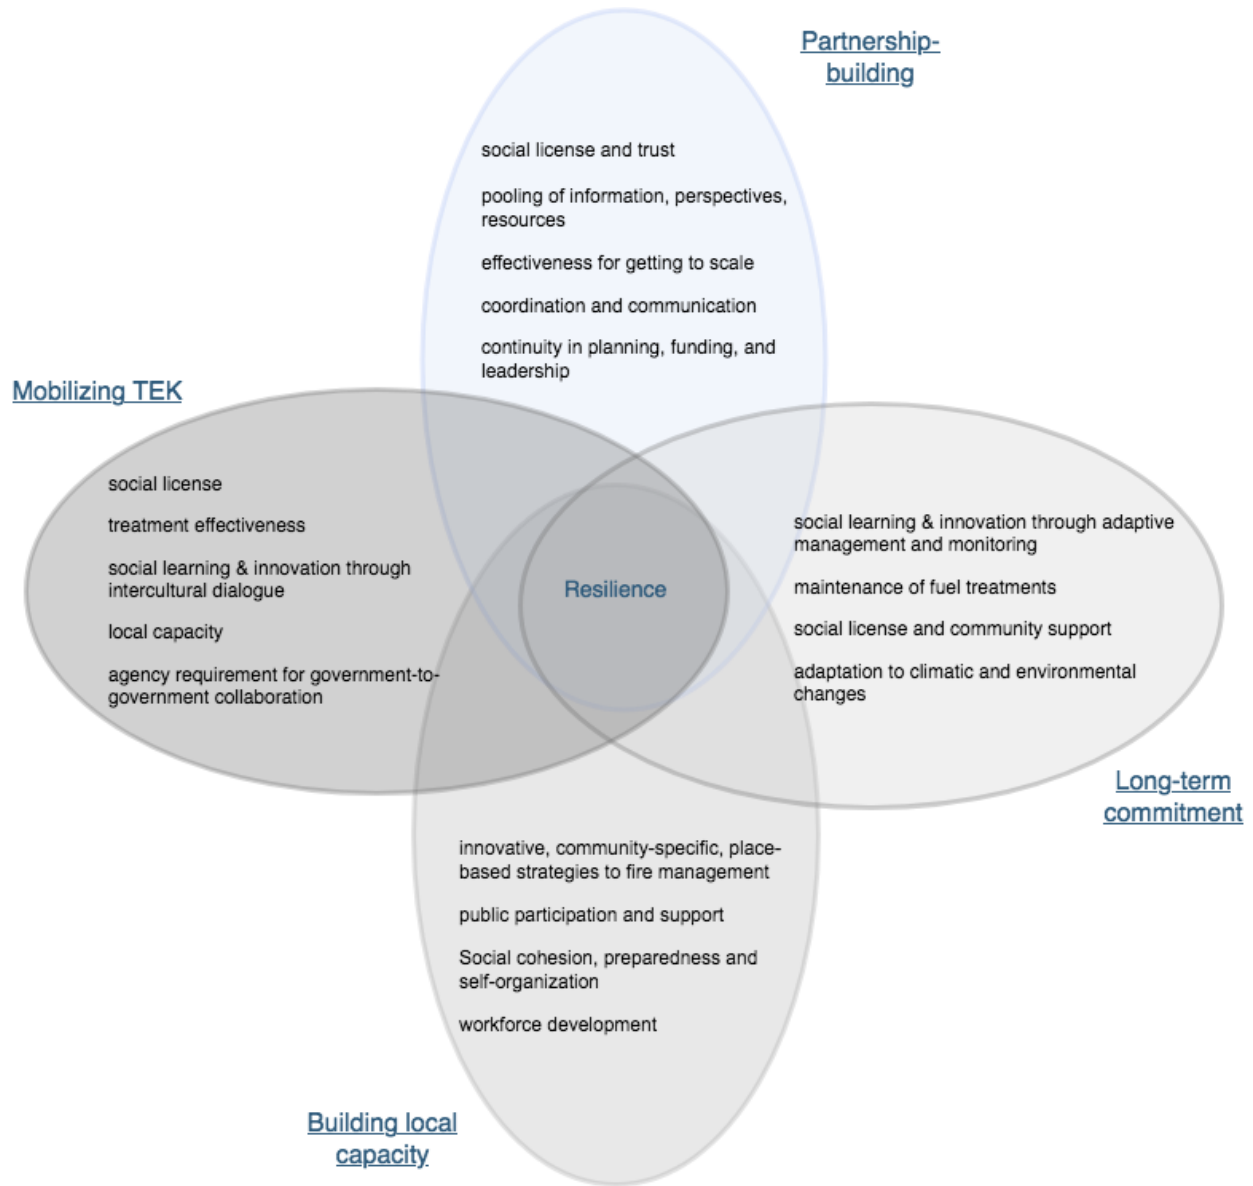 Partnership-
building
social license and trust
pooling of information, perspectives,
resources
effectiveness for getting to scale
coordination and communication
continuity in planning, funding, and
leadership
Mobilizing TEK
social license
treatment effectiveness
social learning & innovation through
intercultural dialogue
local capacity
agency requirement for government-to-
government collaboration
Resilience
social learning & innovation through adaptive
management and monitoring
maintenance of fuel treatments
social license and community support
adaptation to climatic and environmental
changes
Long-term
commitment
innovative, community-specific, place-
based strategies to fire management
public participation and support
Social cohesion, preparedness and
self-organization
workforce development
Building local
capacity